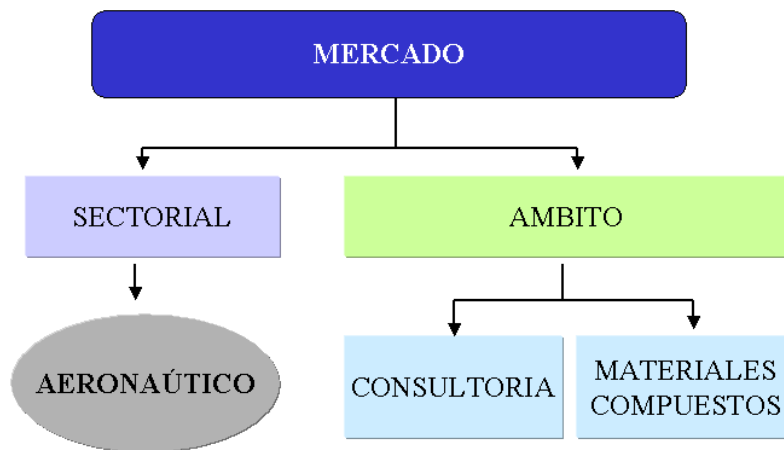 MERCADO
SECTORIAL
AMBITO
AERONAÚTICO
CONSULTORIA
MATERIALES
COMPUESTOS